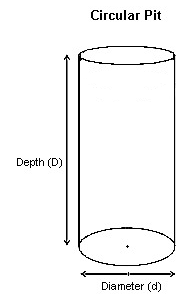 Circular Pit
Depth (D)
Diameter (d)